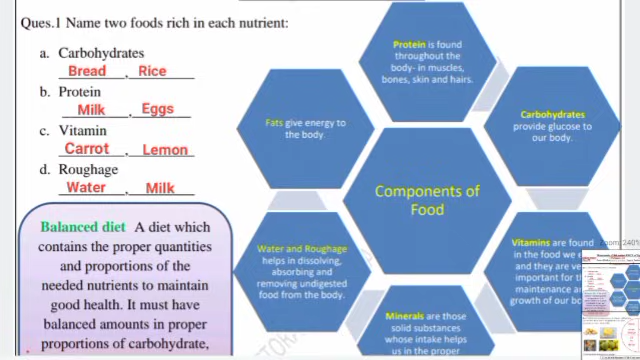 Ques.1 Name two foods rich in each nutrient:
a. Carbohydrates
Bread , Rice
b. Protein
Milk , Eggs
c. Vitamin
Carrot , Lemon
d. Roughage
Water , Milk
Balanced diet A diet which
contains the proper quantities
and proportions of the
needed nutrients to maintain
good health. It must have
balanced amounts in proper
proportions of carbohydrate,
Protein is found
throughout the
body- in muscles,
bones, skin and hairs.
Fats give energy to
the body.
Carbohydrates
provide glucose to
our body.
Components of
Food
Water and Roughage
helps in dissolving,
absorbing and
removing undigested
food from the body.
Vitamins are found
in the food we
and they are
important for
maintenance
growth of our
Minerals are those
solid substances
whose intake helps
us in the proper